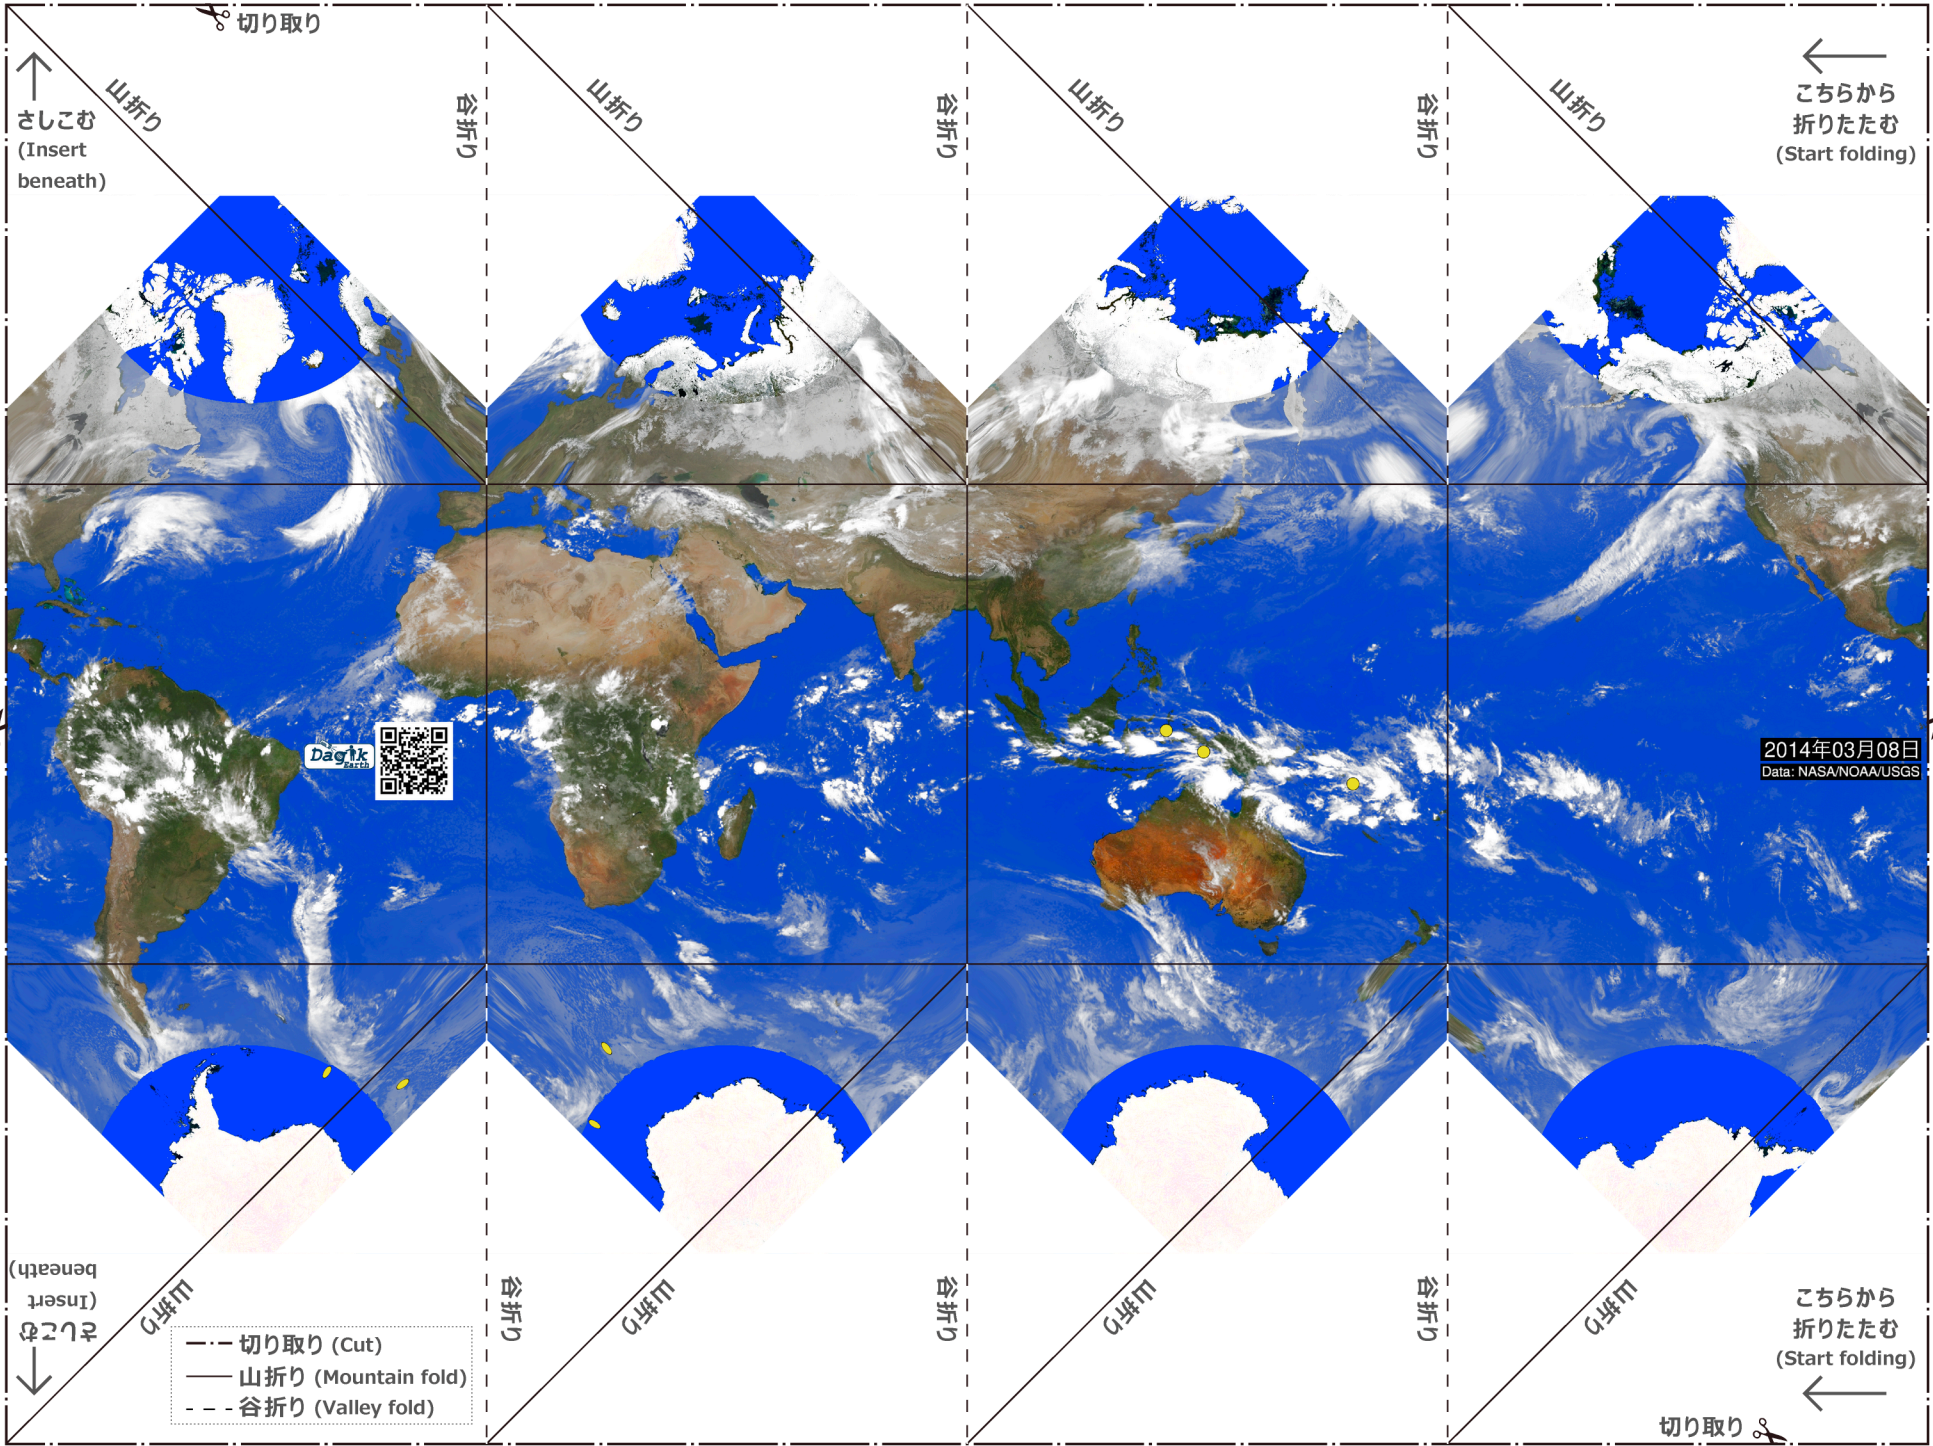 切り取り
山折り
谷折り
山折り
谷折り
山折り
谷折り
山折り
さしこむ
(Insert
beneath)
こちらから
折りたたむ
(Start folding)
Dagik
Earth
2014年03月08日
Data: NASA/NOAA/USGS
さしこむ
(Insert
beneath)
山折り
谷折り
山折り
谷折り
山折り
谷折り
山折り
こちらから
折りたたむ
(Start folding)
切り取り (Cut)
山折り (Mountain fold)
谷折り (Valley fold)
切り取り